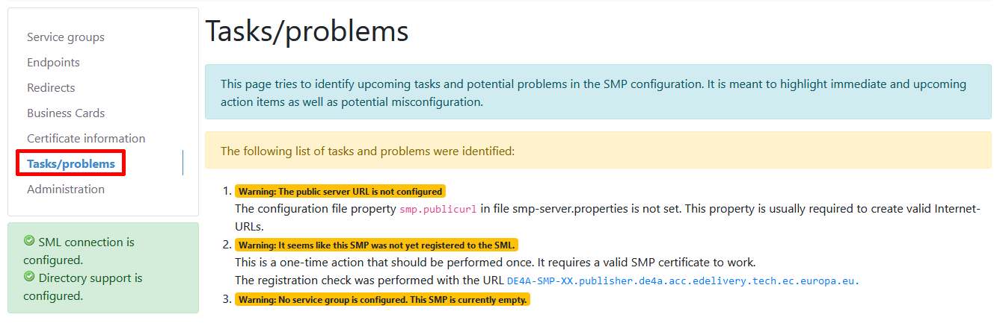 Service groups
Endpoints
Redirects
Business Cards
Certificate information
Tasks/problems
Administration
SML connection is
configured.
Directory support is
configured.
Tasks/problems
This page tries to identify upcoming tasks and potential problems in the SMP configuration. It is meant to highlight immediate and upcoming
action items as well as potential misconfiguration.
The following list of tasks and problems were identified:
1. Warning: The public server URL is not configured
The configuration file property smp.publicurl in file smp-server.properties is not set. This property is usually required to create valid Internet-
URLs.
2. Warning: It seems like this SMP was not yet registered to the SML.
This is a one-time action that should be performed once. It requires a valid SMP certificate to work.
The registration check was performed with the URL DE4A-SMP-XX.publisher.de4a.acc.edelivery.tech.ec.europa.eu.
3. Warning: No service group is configured. This SMP is currently empty.